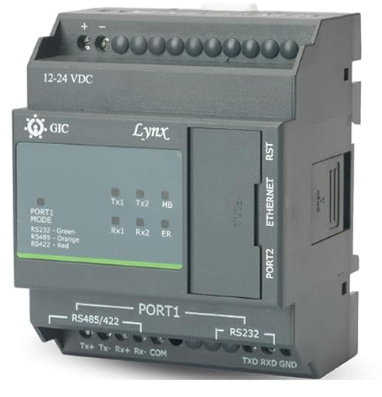 + -
12-24 VDC
GIC
Lynx
RST
ETHERNET
PORT2
Tx1 Tx2 HB
Rx1 Rx2 ER
PORT1
MODE
RS232 - Green
RS485 - Orange
RS422 - Red
PORT1
RS485/422
RS232
Tx+ Tx- Rx+ Rx- COM
TXD RXD GND